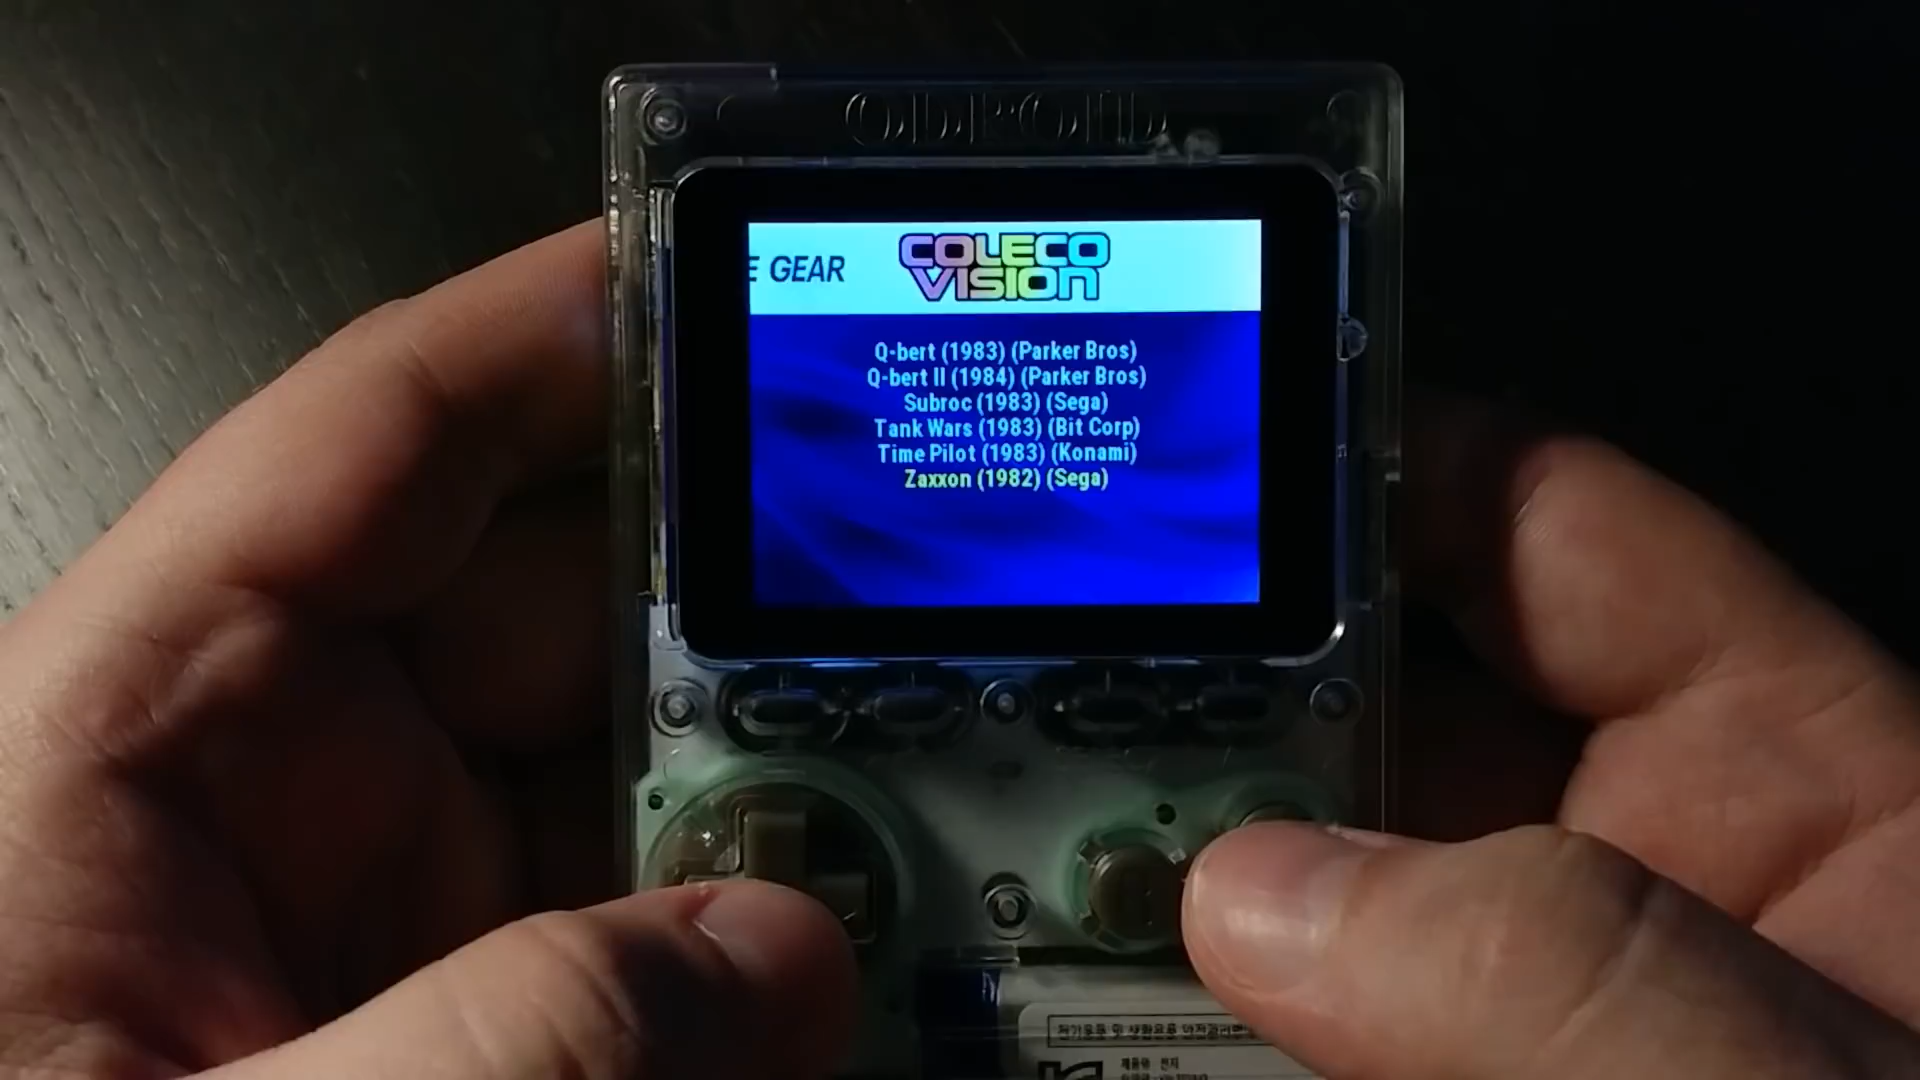 ODROID
E GEAR
COLECO
VISION
Q-bert (1983) (Parker Bros)
Q-bert II (1984) (Parker Bros)
Subroc (1983) (Sega)
Tank Wars (1983) (Bit Corp)
Time Pilot (1983) (Konami)
Zaxxon (1982) (Sega)